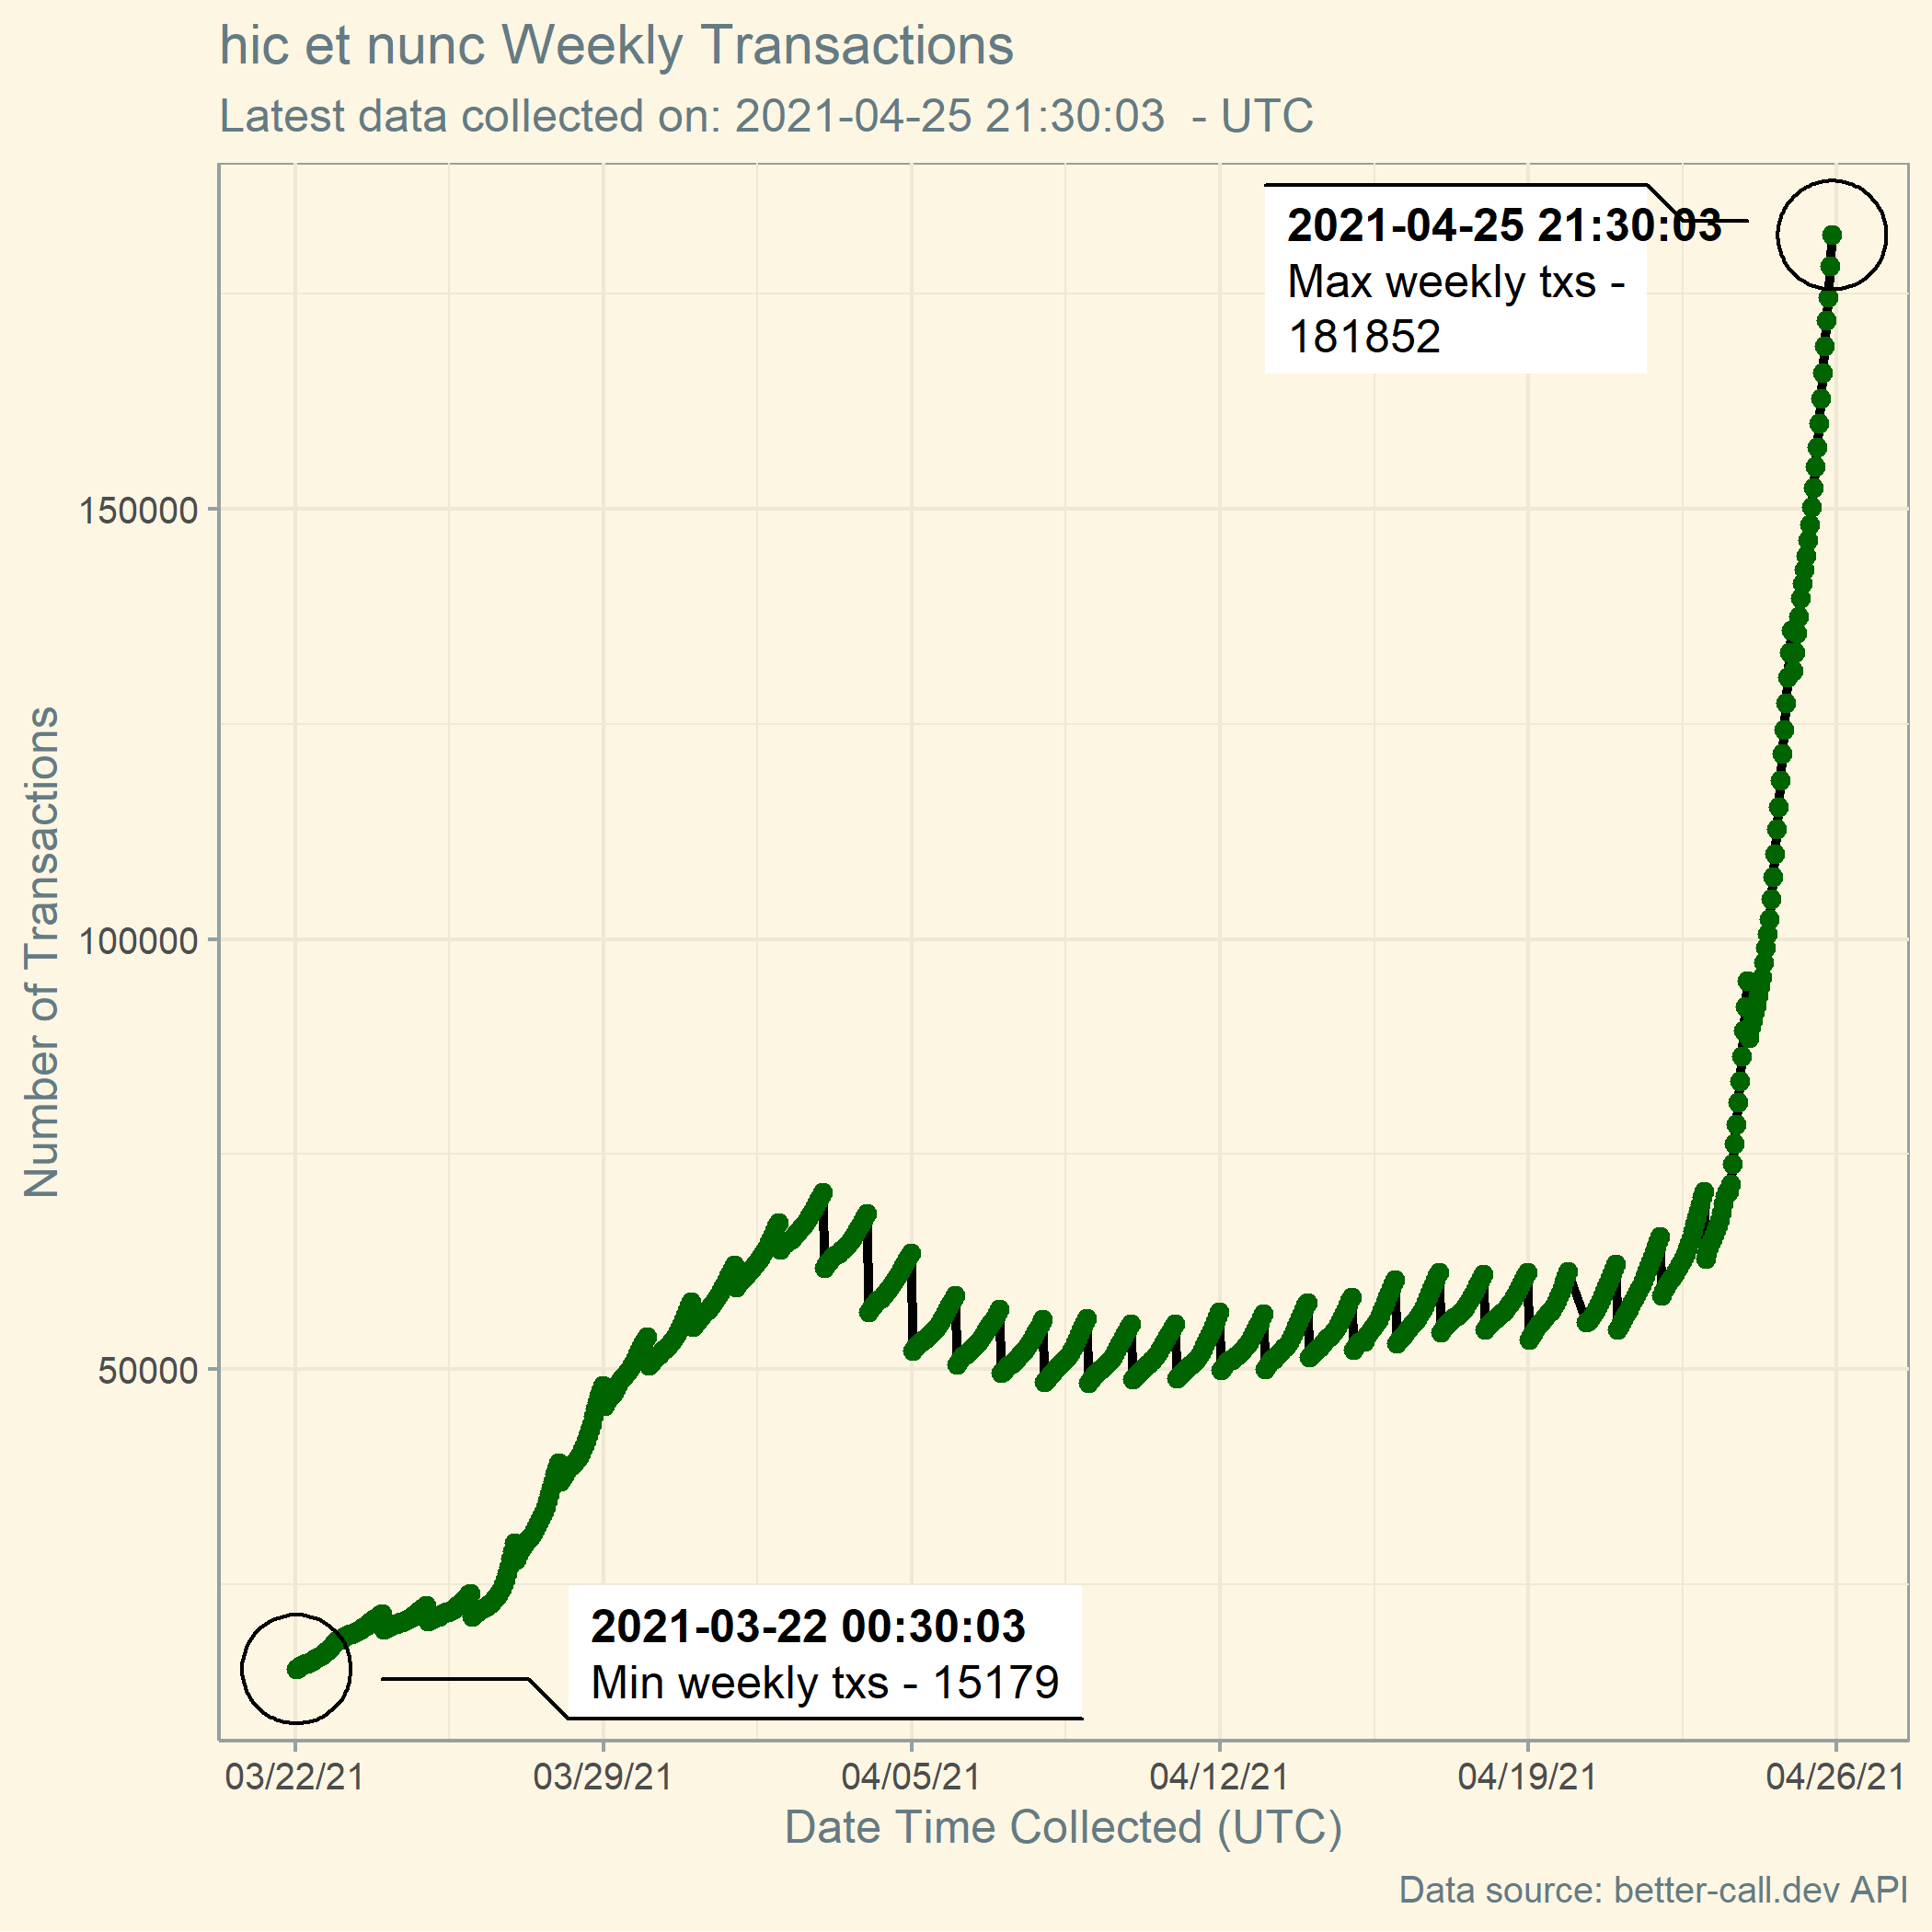 hic et nunc Weekly Transactions
Latest data collected on: 2021-04-25 21:30:03  - UTC
2021-04-25 21:30:03
Max weekly txs -
181852
150000
100000
50000
Number of Transactions
2021-03-22 00:30:03
Min weekly txs - 15179
03/22/21 03/29/21 04/05/21 04/12/21 04/19/21 04/26/21
Date Time Collected (UTC)
Data source: better-call.dev API